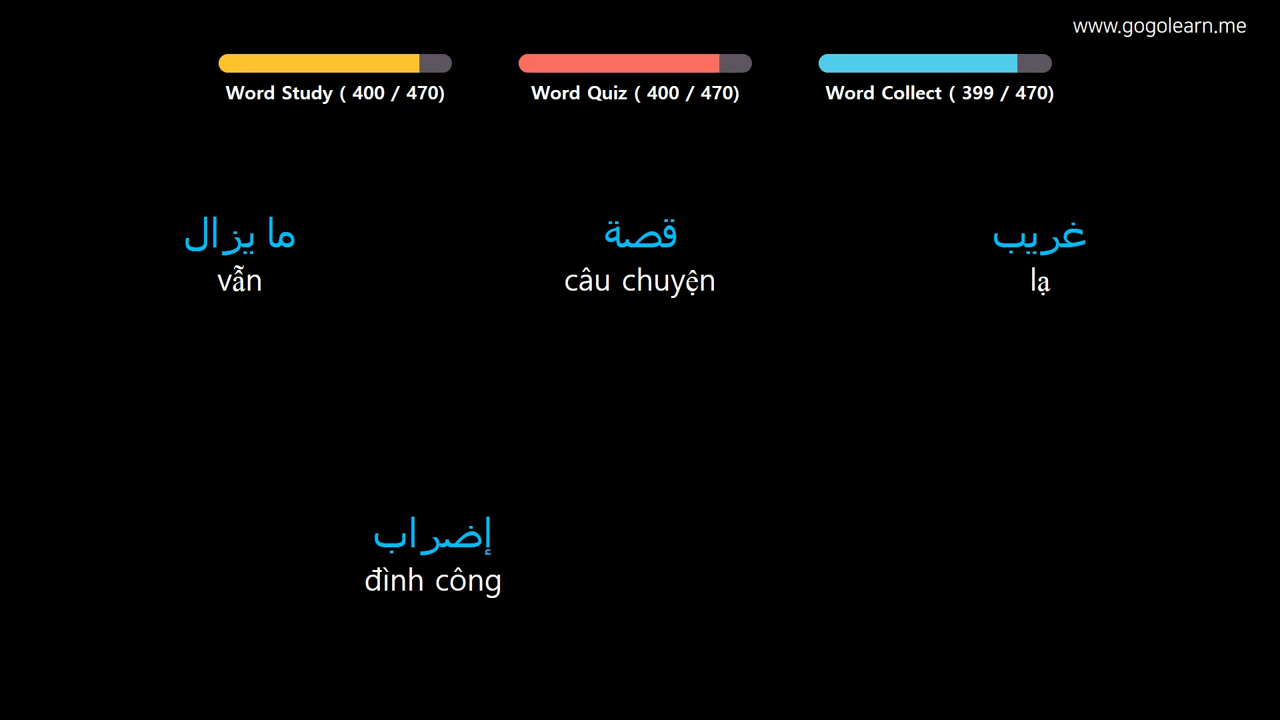 www.gogolearn.me
Word Study ( 400 / 470)
Word Quiz ( 400 / 470)
Word Collect ( 399 / 470)
ما يزال
vẫn
قصة
câu chuyện
غريب
lạ
إضراب
đình công